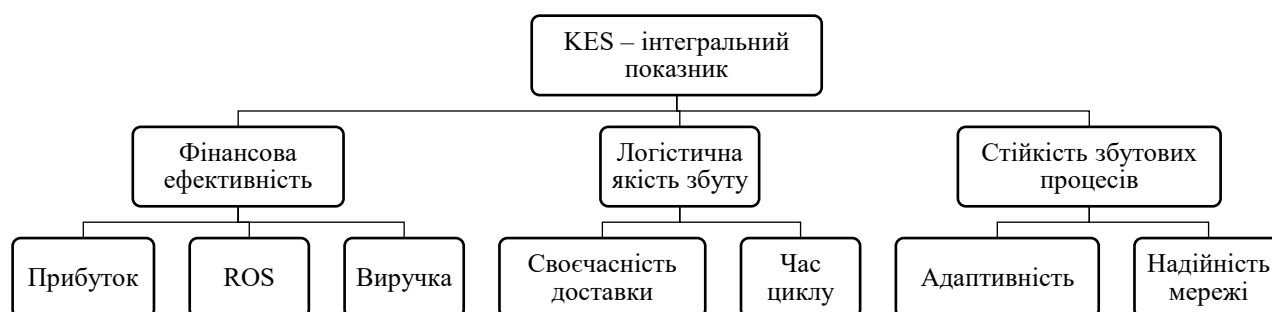 KES – інтегральний
показник
Фінансова
ефективність
Логістична
якість збуту
Стійкість збутових
процесів
Прибуток
ROS
Виручка
Своєчасність
доставки
Час
циклу
Адаптивність
Надійність
мережі